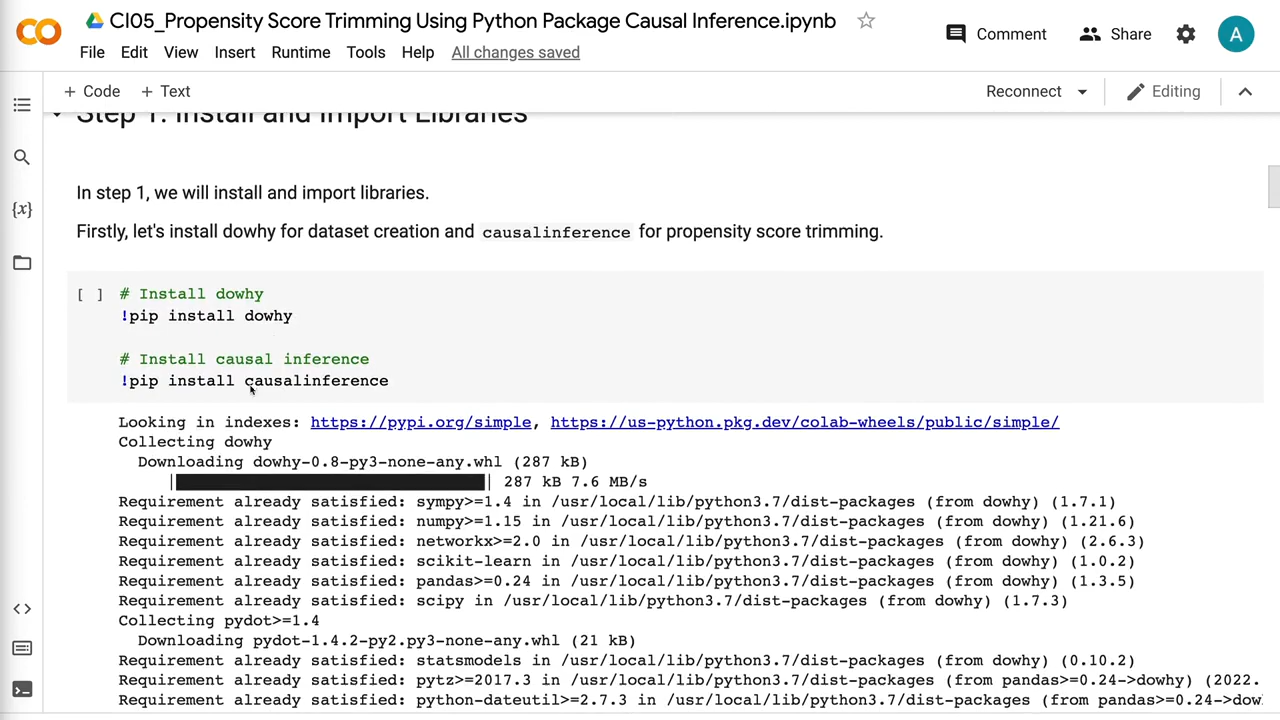 CI05_Propensity Score Trimming Using Python Package Causal Inference.ipynb
File Edit View Insert Runtime Tools Help All changes saved
Comment Share A
+ Code + Text Reconnect Editing
Step 1: Install and Import Libraries
In step 1, we will install and import libraries.
Firstly, let's install dowhy for dataset creation and causalinference for propensity score trimming.
[ ] # Install dowhy
!pip install dowhy
# Install causal inference
!pip install causalinference
Looking in indexes: https://pypi.org/simple, https://us-python.pkg.dev/colab-wheels/public/simple/
Collecting dowhy
Downloading dowhy-0.8-py3-none-any.whl (287 kB)
| | 287 kB 7.6 MB/s
Requirement already satisfied: sympy>=1.4 in /usr/local/lib/python3.7/dist-packages (from dowhy) (1.7.1)
Requirement already satisfied: numpy>=1.15 in /usr/local/lib/python3.7/dist-packages (from dowhy) (1.21.6)
Requirement already satisfied: networkx>=2.0 in /usr/local/lib/python3.7/dist-packages (from dowhy) (2.6.3)
Requirement already satisfied: scikit-learn in /usr/local/lib/python3.7/dist-packages (from dowhy) (1.0.2)
Requirement already satisfied: pandas>=0.24 in /usr/local/lib/python3.7/dist-packages (from dowhy) (1.3.5)
Requirement already satisfied: scipy in /usr/local/lib/python3.7/dist-packages (from dowhy) (1.7.3)
Collecting pydot>=1.4
Downloading pydot-1.4.2-py2.py3-none-any.whl (21 kB)
Requirement already satisfied: statsmodels in /usr/local/lib/python3.7/dist-packages (from dowhy) (0.10.2)
Requirement already satisfied: pytz>=2017.3 in /usr/local/lib/python3.7/dist-packages (from pandas>=0.24->dowhy) (2022.
Requirement already satisfied: python-dateutil>=2.7.3 in /usr/local/lib/python3.7/dist-packages (from pandas>=0.24->dow